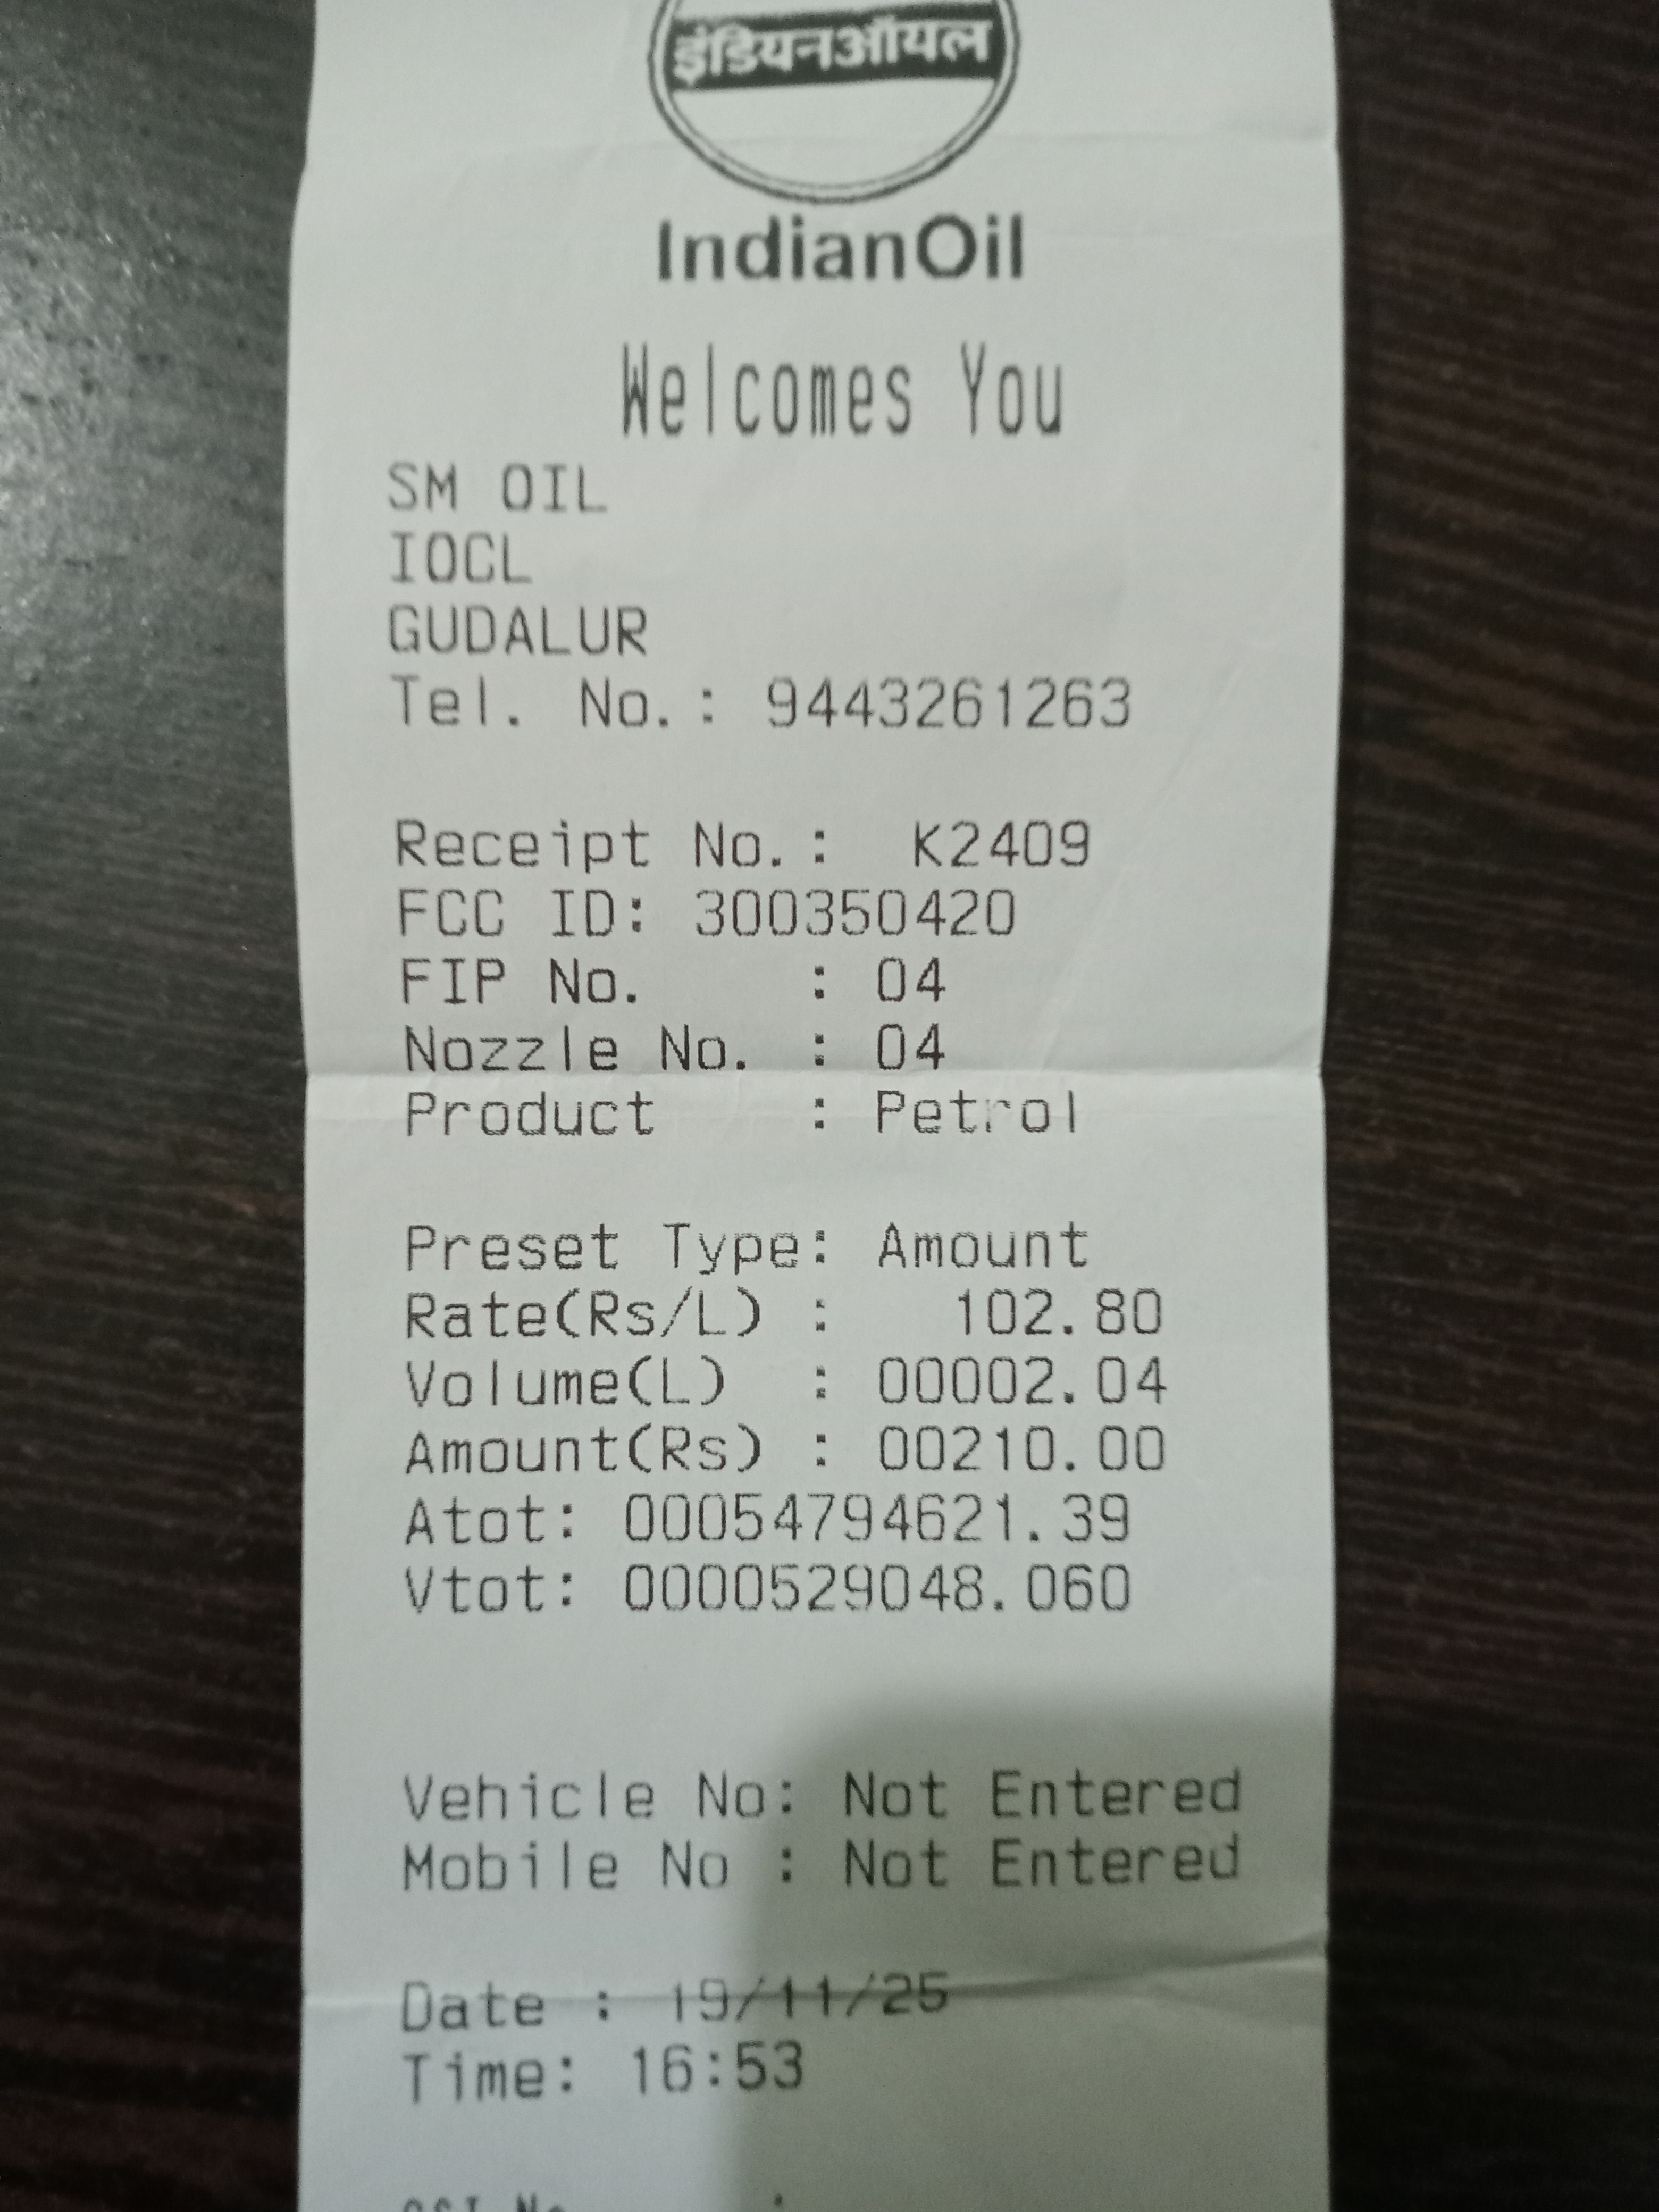 इंडियनऑयल
IndianOil
Welcomes You
SM OIL
IOCL
GUDALUR
Tel. No.: 9443261263
Receipt No.: K2409
FCC ID: 300350420
FIP No. : 04
Nozzle No. : 04
Product : Petrol
Preset Type: Amount
Rate(Rs/L) : 102.80
Volume(L) : 00002.04
Amount(Rs) : 00210.00
Atot: 00054794621.39
Vtot: 0000529048.060
Vehicle No: Not Entered
Mobile No : Not Entered
Date : 19/11/25
Time: 16:53